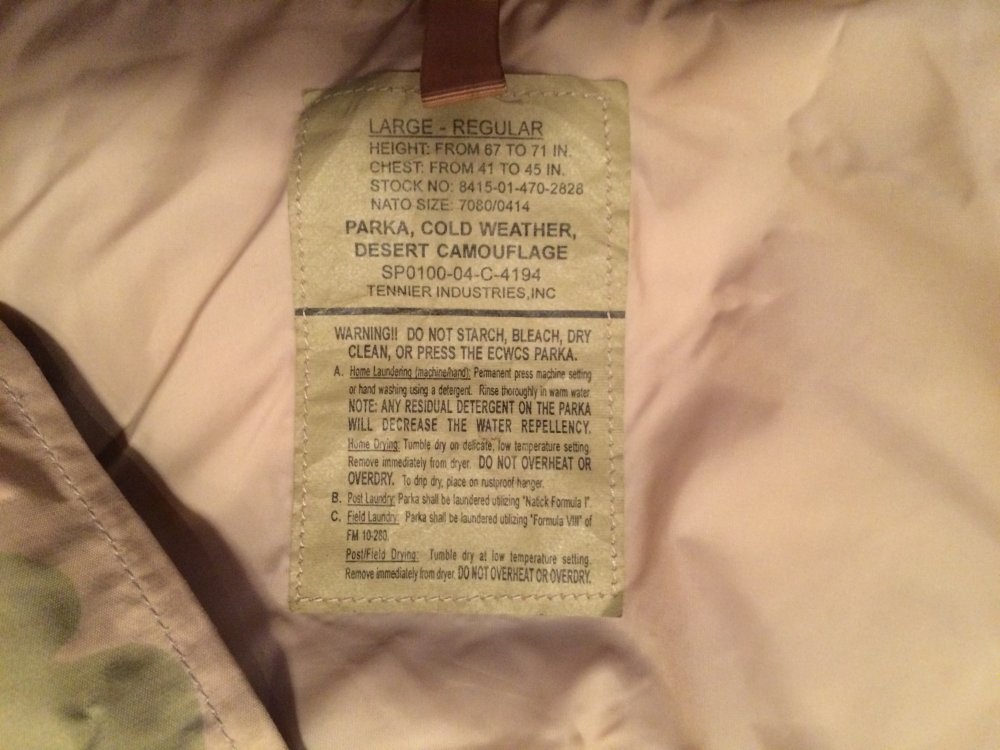 LARGE - REGULAR
HEIGHT: FROM 67 TO 71 IN.
CHEST: FROM 41 TO 45 IN.
STOCK NO: 8415-01-470-2828
NATO SIZE: 7080/0414
PARKA, COLD WEATHER,
DESERT CAMOUFLAGE
SP0100-04-C-4194
TENNIER INDUSTRIES,INC
WARNING!! DO NOT STARCH, BLEACH, DRY
CLEAN, OR PRESS THE ECWCS PARKA.
A. Home Laundering (machine/hand): Permanent press machine setting
or hand washing using a detergent. Rinse thoroughly in warm water.
NOTE: ANY RESIDUAL DETERGENT ON THE PARKA
WILL DECREASE THE WATER REPELLENCY.
Home Drying: Tumble dry on delicate, low temperature setting.
Remove immediately from dryer. DO NOT OVERHEAT OR
OVERDRY. To drip dry, place on rustproof hanger.
B. Post Laundry: Parka shall be laundered utilizing "Natick Formula I".
C. Field Laundry: Parka shall be laundered utilizing "Formula VIII" of
FM 10-280.
Post/Field Drying: Tumble dry at low temperature setting.
Remove immediately from dryer. DO NOT OVERHEAT OR OVERDRY.